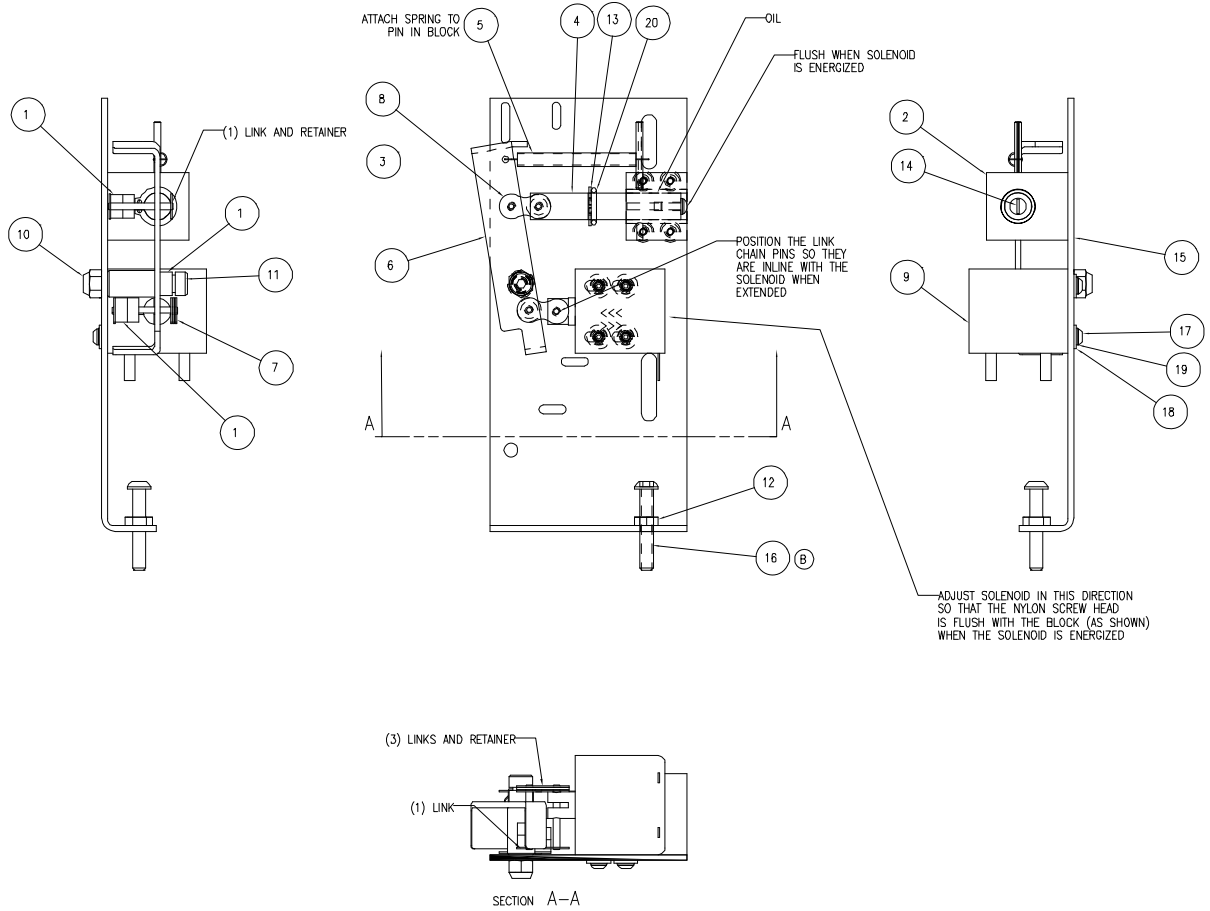 ATTACH SPRING TO
PIN IN BLOCK
5
4
13
20
OIL
FLUSH WHEN SOLENOID
IS ENERGIZED
1
(1) LINK AND RETAINER
8
3
2
14
1
10
11
6
POSITION THE LINK
CHAIN PINS SO THEY
ARE INLINE WITH THE
SOLENOID WHEN
EXTENDED
15
9
<<<
>>>
7
17
19
18
1
A
A
12
16
B
ADJUST SOLENOID IN THIS DIRECTION
SO THAT THE NYLON SCREW HEAD
IS FLUSH WITH THE BLOCK (AS SHOWN)
WHEN THE SOLENOID IS ENERGIZED
(3) LINKS AND RETAINER
(1) LINK
SECTION A-A